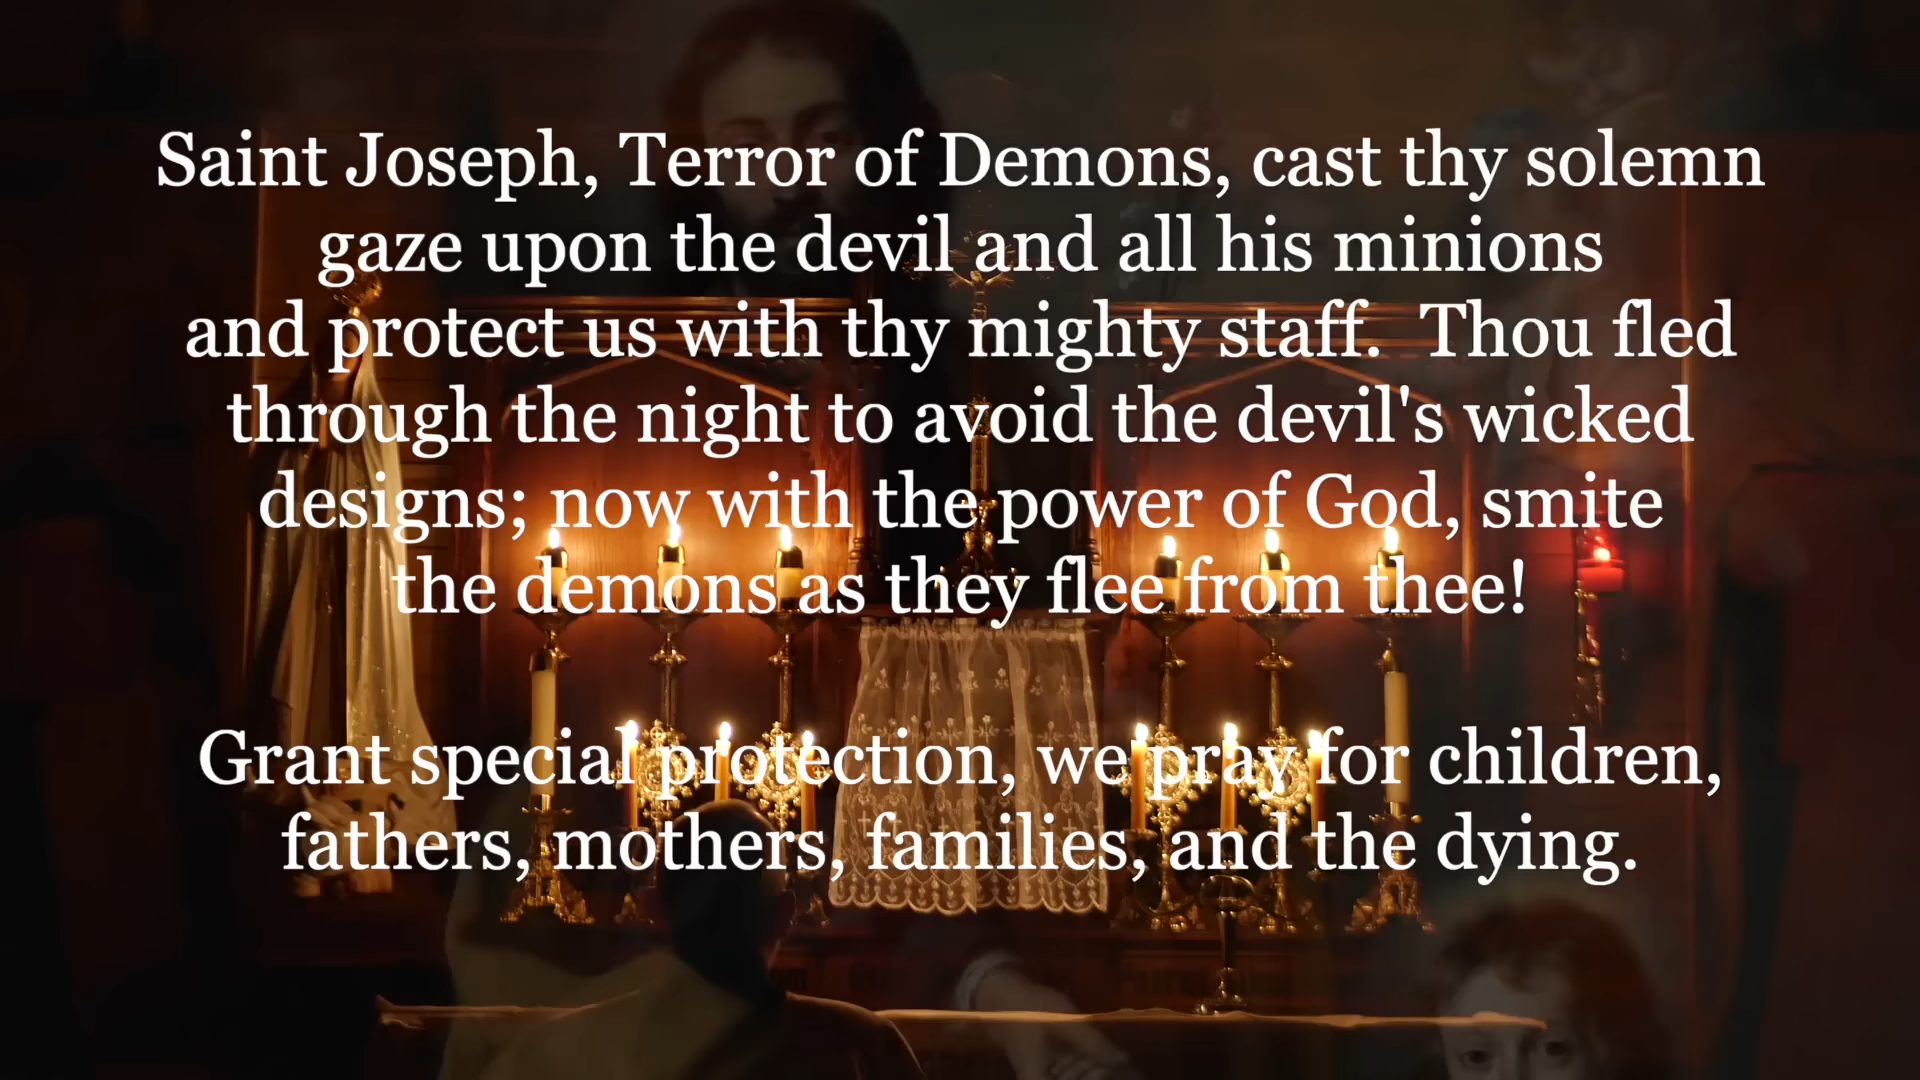 Saint Joseph, Terror of Demons, cast thy solemn
gaze upon the devil and all his minions
and protect us with thy mighty staff.  Thou fled
through the night to avoid the devil's wicked
designs; now with the power of God, smite
the demons as they flee from thee!
Grant special protection, we pray for children,
fathers, mothers, families, and the dying.